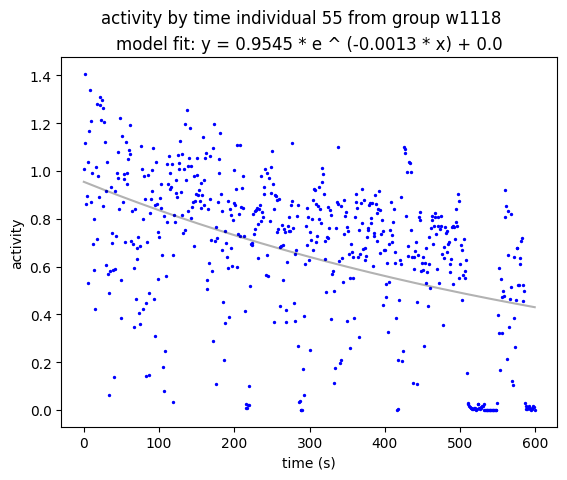 activity by time individual 55 from group w1118
model fit: y = 0.9545 * e ^ (-0.0013 * x) + 0.0
1.4
1.2
1.0
0.8
0.6
0.4
0.2
0.0
activity
0 100 200 300 400 500 600
time (s)